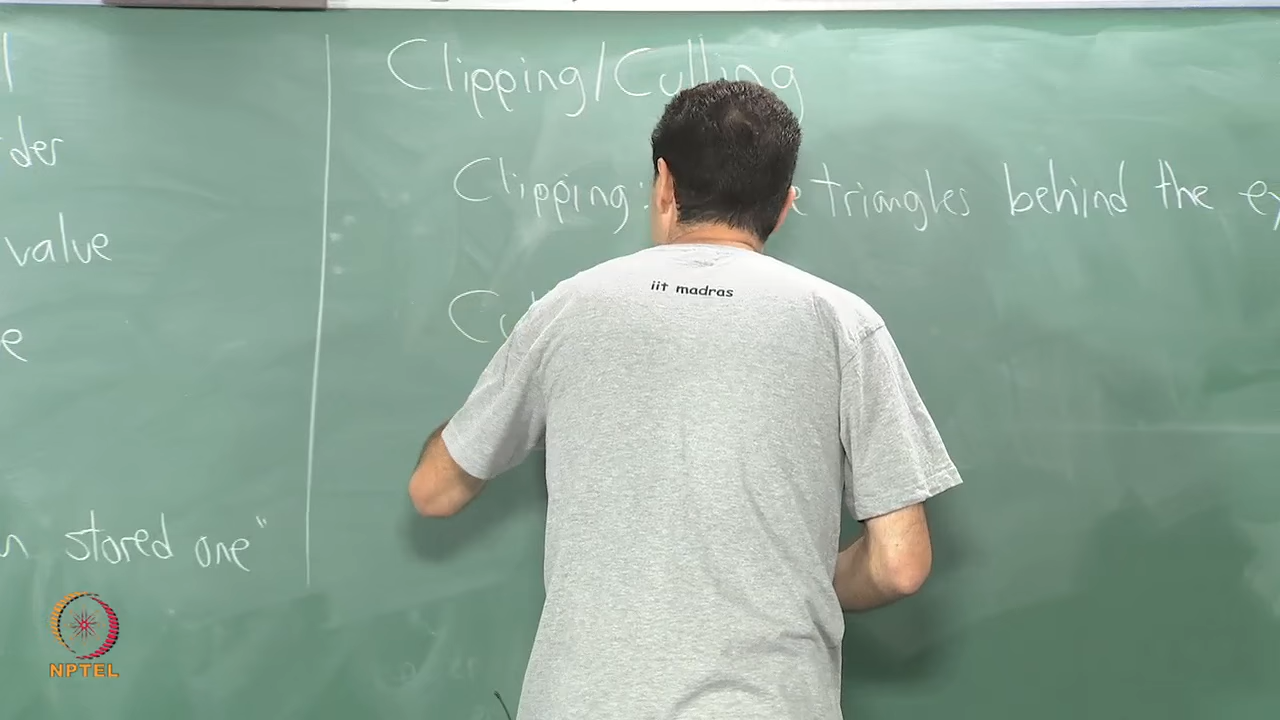 der
value
stored one"
Clipping/Culling
Clipping: triangles behind the
iit madras
NPTEL